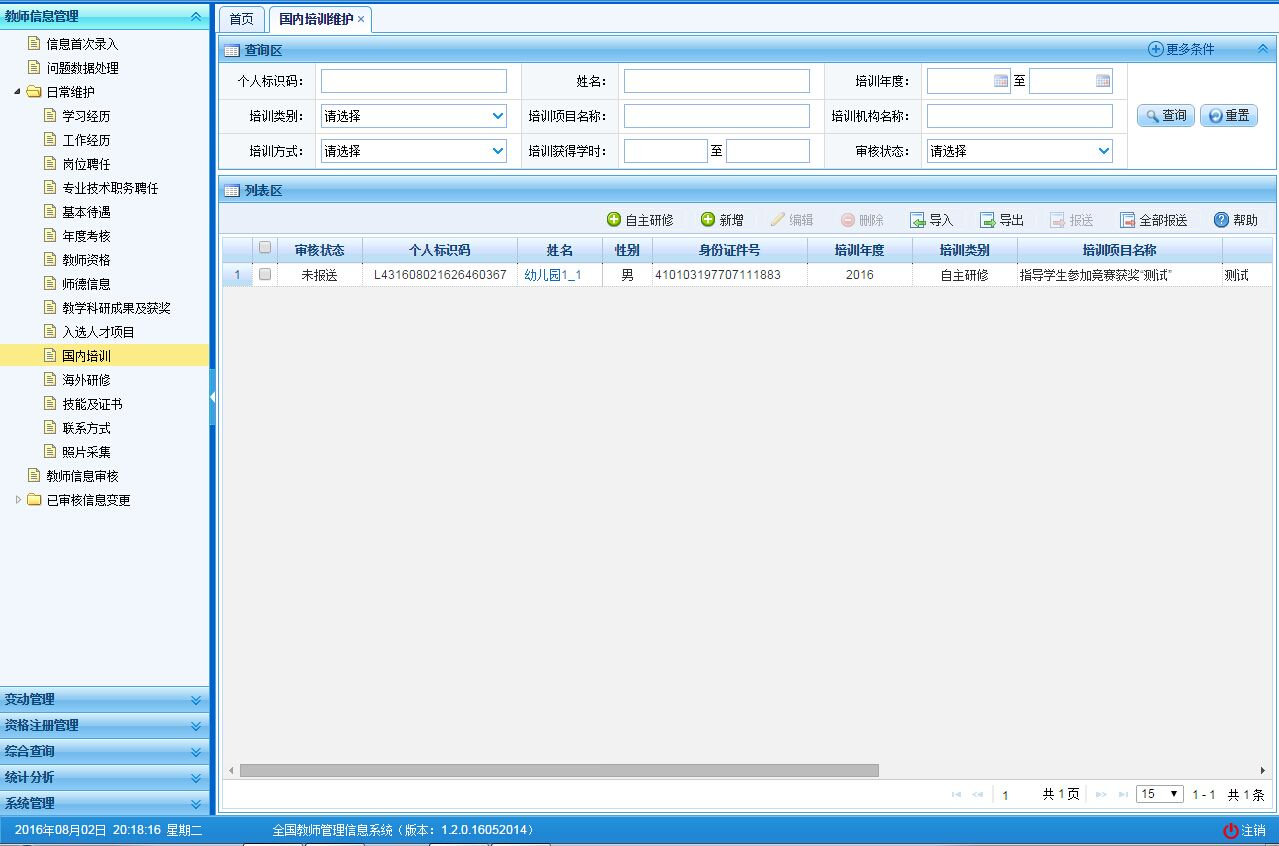 教师信息管理
信息首次录入
问题数据处理
日常维护
学习经历
工作经历
岗位聘任
专业技术职务聘任
基本待遇
年度考核
教师资格
师德信息
教学科研成果及获奖
入选人才项目
国内培训
海外研修
技能及证书
联系方式
照片采集
教师信息审核
已审核信息变更
变动管理
资格注册管理
综合查询
统计分析
系统管理
首页 国内培训维护 ×
查询区 更多条件
个人标识码： 姓名： 培训年度： 至
培训类别： 请选择 培训项目名称： 培训机构名称： 查询 重置
培训方式： 请选择 培训获得学时： 至 审核状态： 请选择
列表区
自主研修 新增 编辑 删除 导入 导出 报送 全部报送 帮助
审核状态 个人标识码 姓名 性别 身份证件号 培训年度 培训类别 培训项目名称
1 未报送 L431608021626460367 幼儿园1_1 男 410103197707111883 2016 自主研修 指导学生参加竞赛获奖“测试” 测试
1 共 1 页 15 1 - 1 共 1 条
2016年08月02日 20:18:16 星期二 全国教师管理信息系统（版本：1.2.0.16052014） 注销